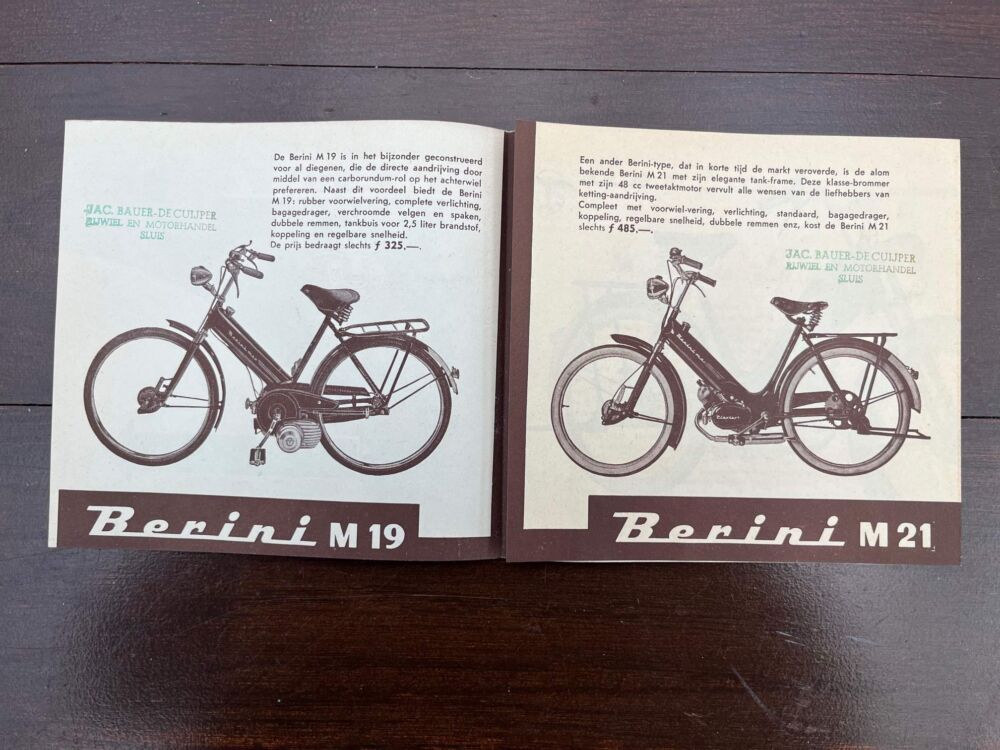 De Berini M 19 is in het bijzonder geconstrueerd
voor al diegenen, die de directe aandrijving door
middel van een carborundum-rol op het achterwiel
prefereren. Naast dit voordeel biedt de Berini
M 19: rubber voorwielvering, complete verlichting,
bagagedrager, verchroomde velgen en spaken,
dubbele remmen, tankbuis voor 2,5 liter brandstof,
koppeling en regelbare snelheid.
De prijs bedraagt slechts f 325,—.
JAC. BAUER-DE CUIJPER
RIJWIEL EN MOTORHANDEL
SLUIS
Berini M 19
Een ander Berini-type, dat in korte tijd de markt veroverde, is de alom
bekende Berini M 21 met zijn elegante tank-frame. Deze klasse-brommer
met zijn 48 cc tweetaktmotor vervult alle wensen van de liefhebbers van
ketting-aandrijving.
Compleet met voorwiel-vering, verlichting, standaard, bagagedrager,
koppeling, regelbare snelheid, dubbele remmen enz, kost de Berini M 21
slechts f 485,—.
JAC. BAUER-DE CUIJPER
RIJWIEL EN MOTORHANDEL
SLUIS
Berini M 21